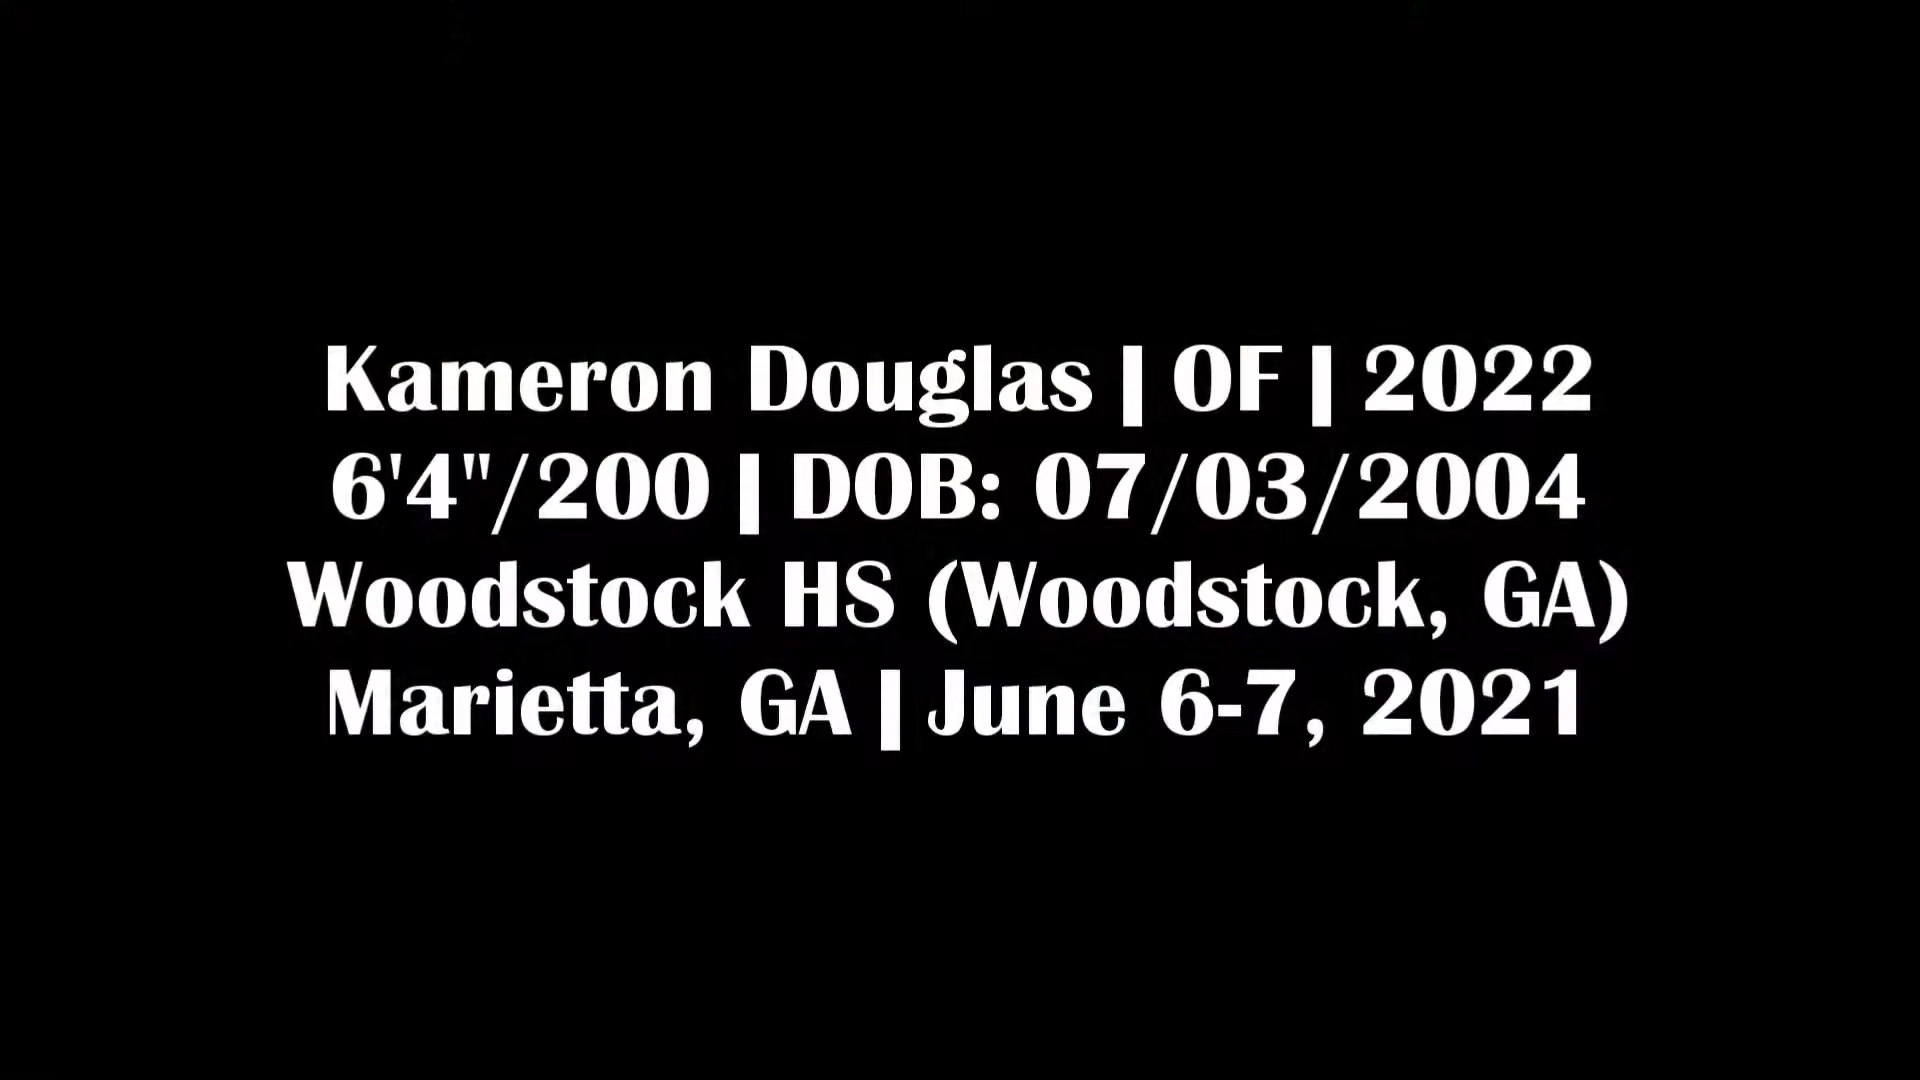 Kameron Douglas | OF | 2022
6'4"/200 | DOB: 07/03/2004
Woodstock HS (Woodstock, GA)
Marietta, GA | June 6-7, 2021